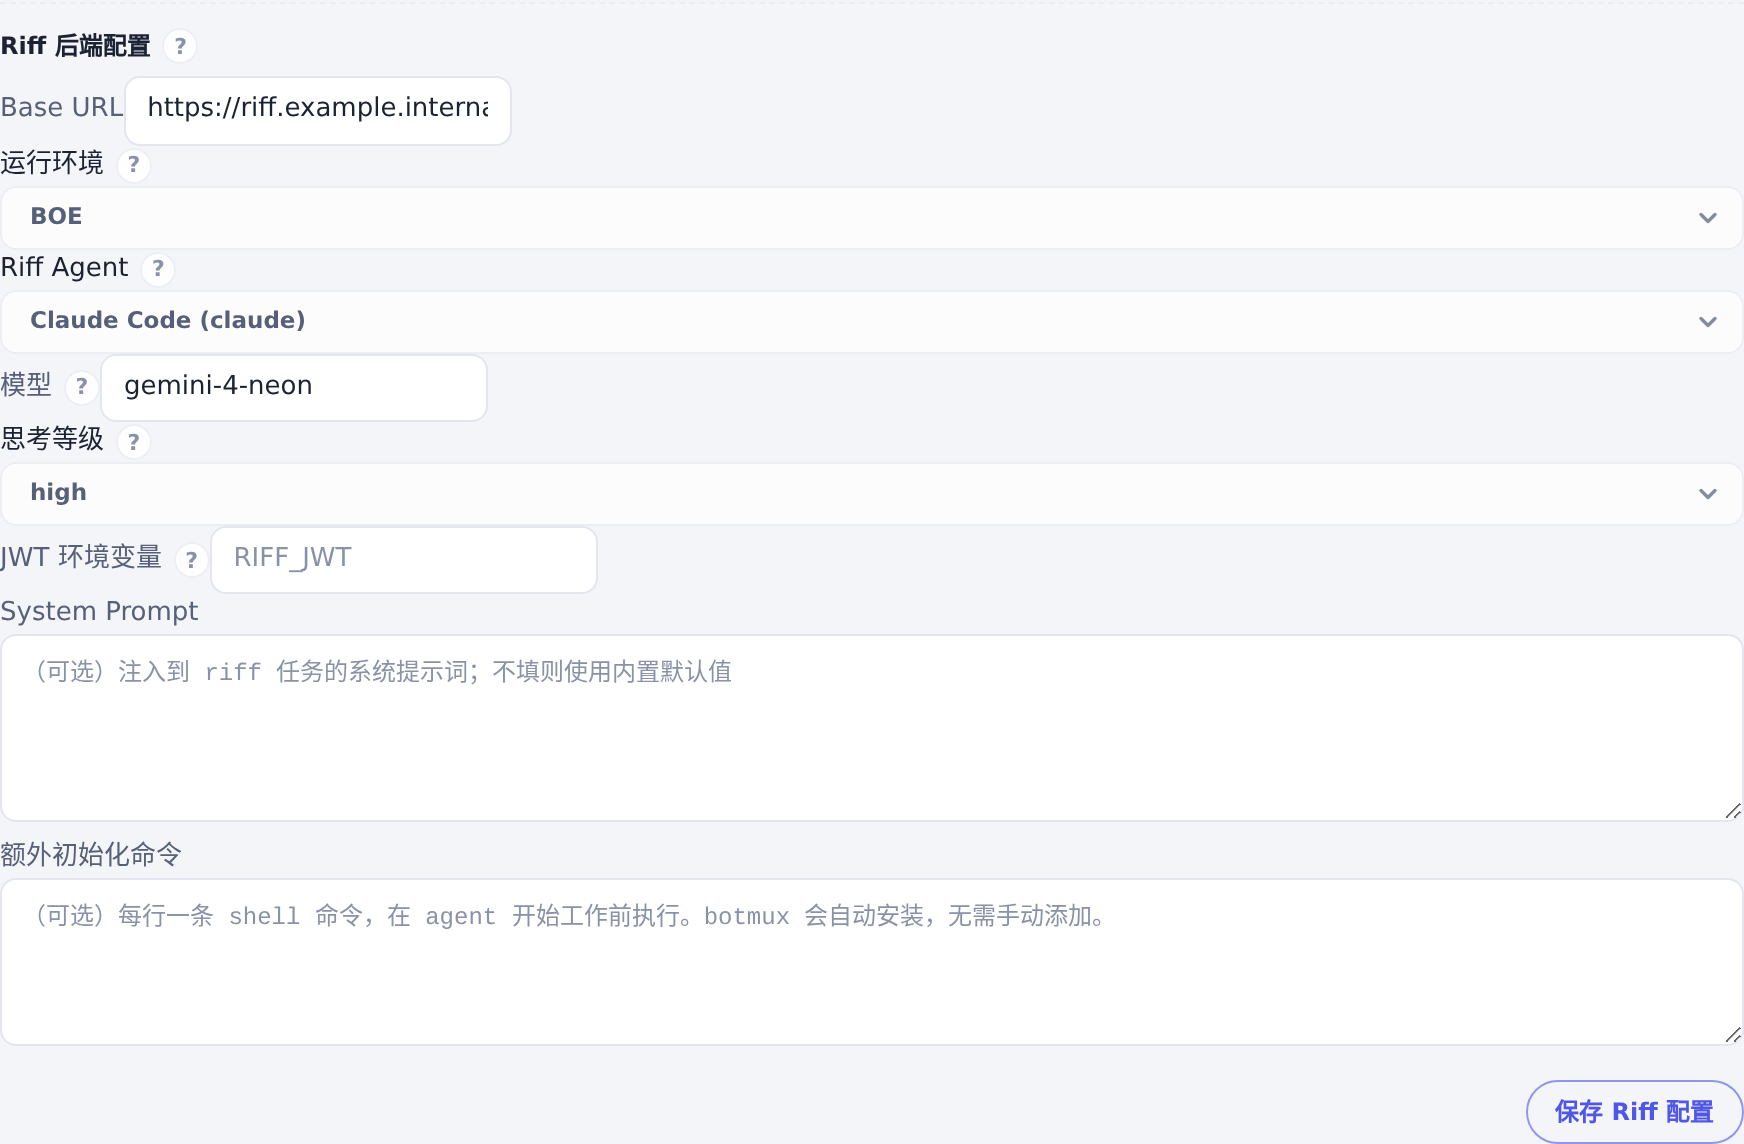 Riff 后端配置 ?
Base URL https://riff.example.interna
运行环境 ?
BOE
Riff Agent ?
Claude Code (claude)
模型 ? gemini-4-neon
思考等级 ?
high
JWT 环境变量 ? RIFF_JWT
System Prompt
（可选）注入到 riff 任务的系统提示词；不填则使用内置默认值
额外初始化命令
（可选）每行一条 shell 命令，在 agent 开始工作前执行。botmux 会自动安装，无需手动添加。
保存 Riff 配置